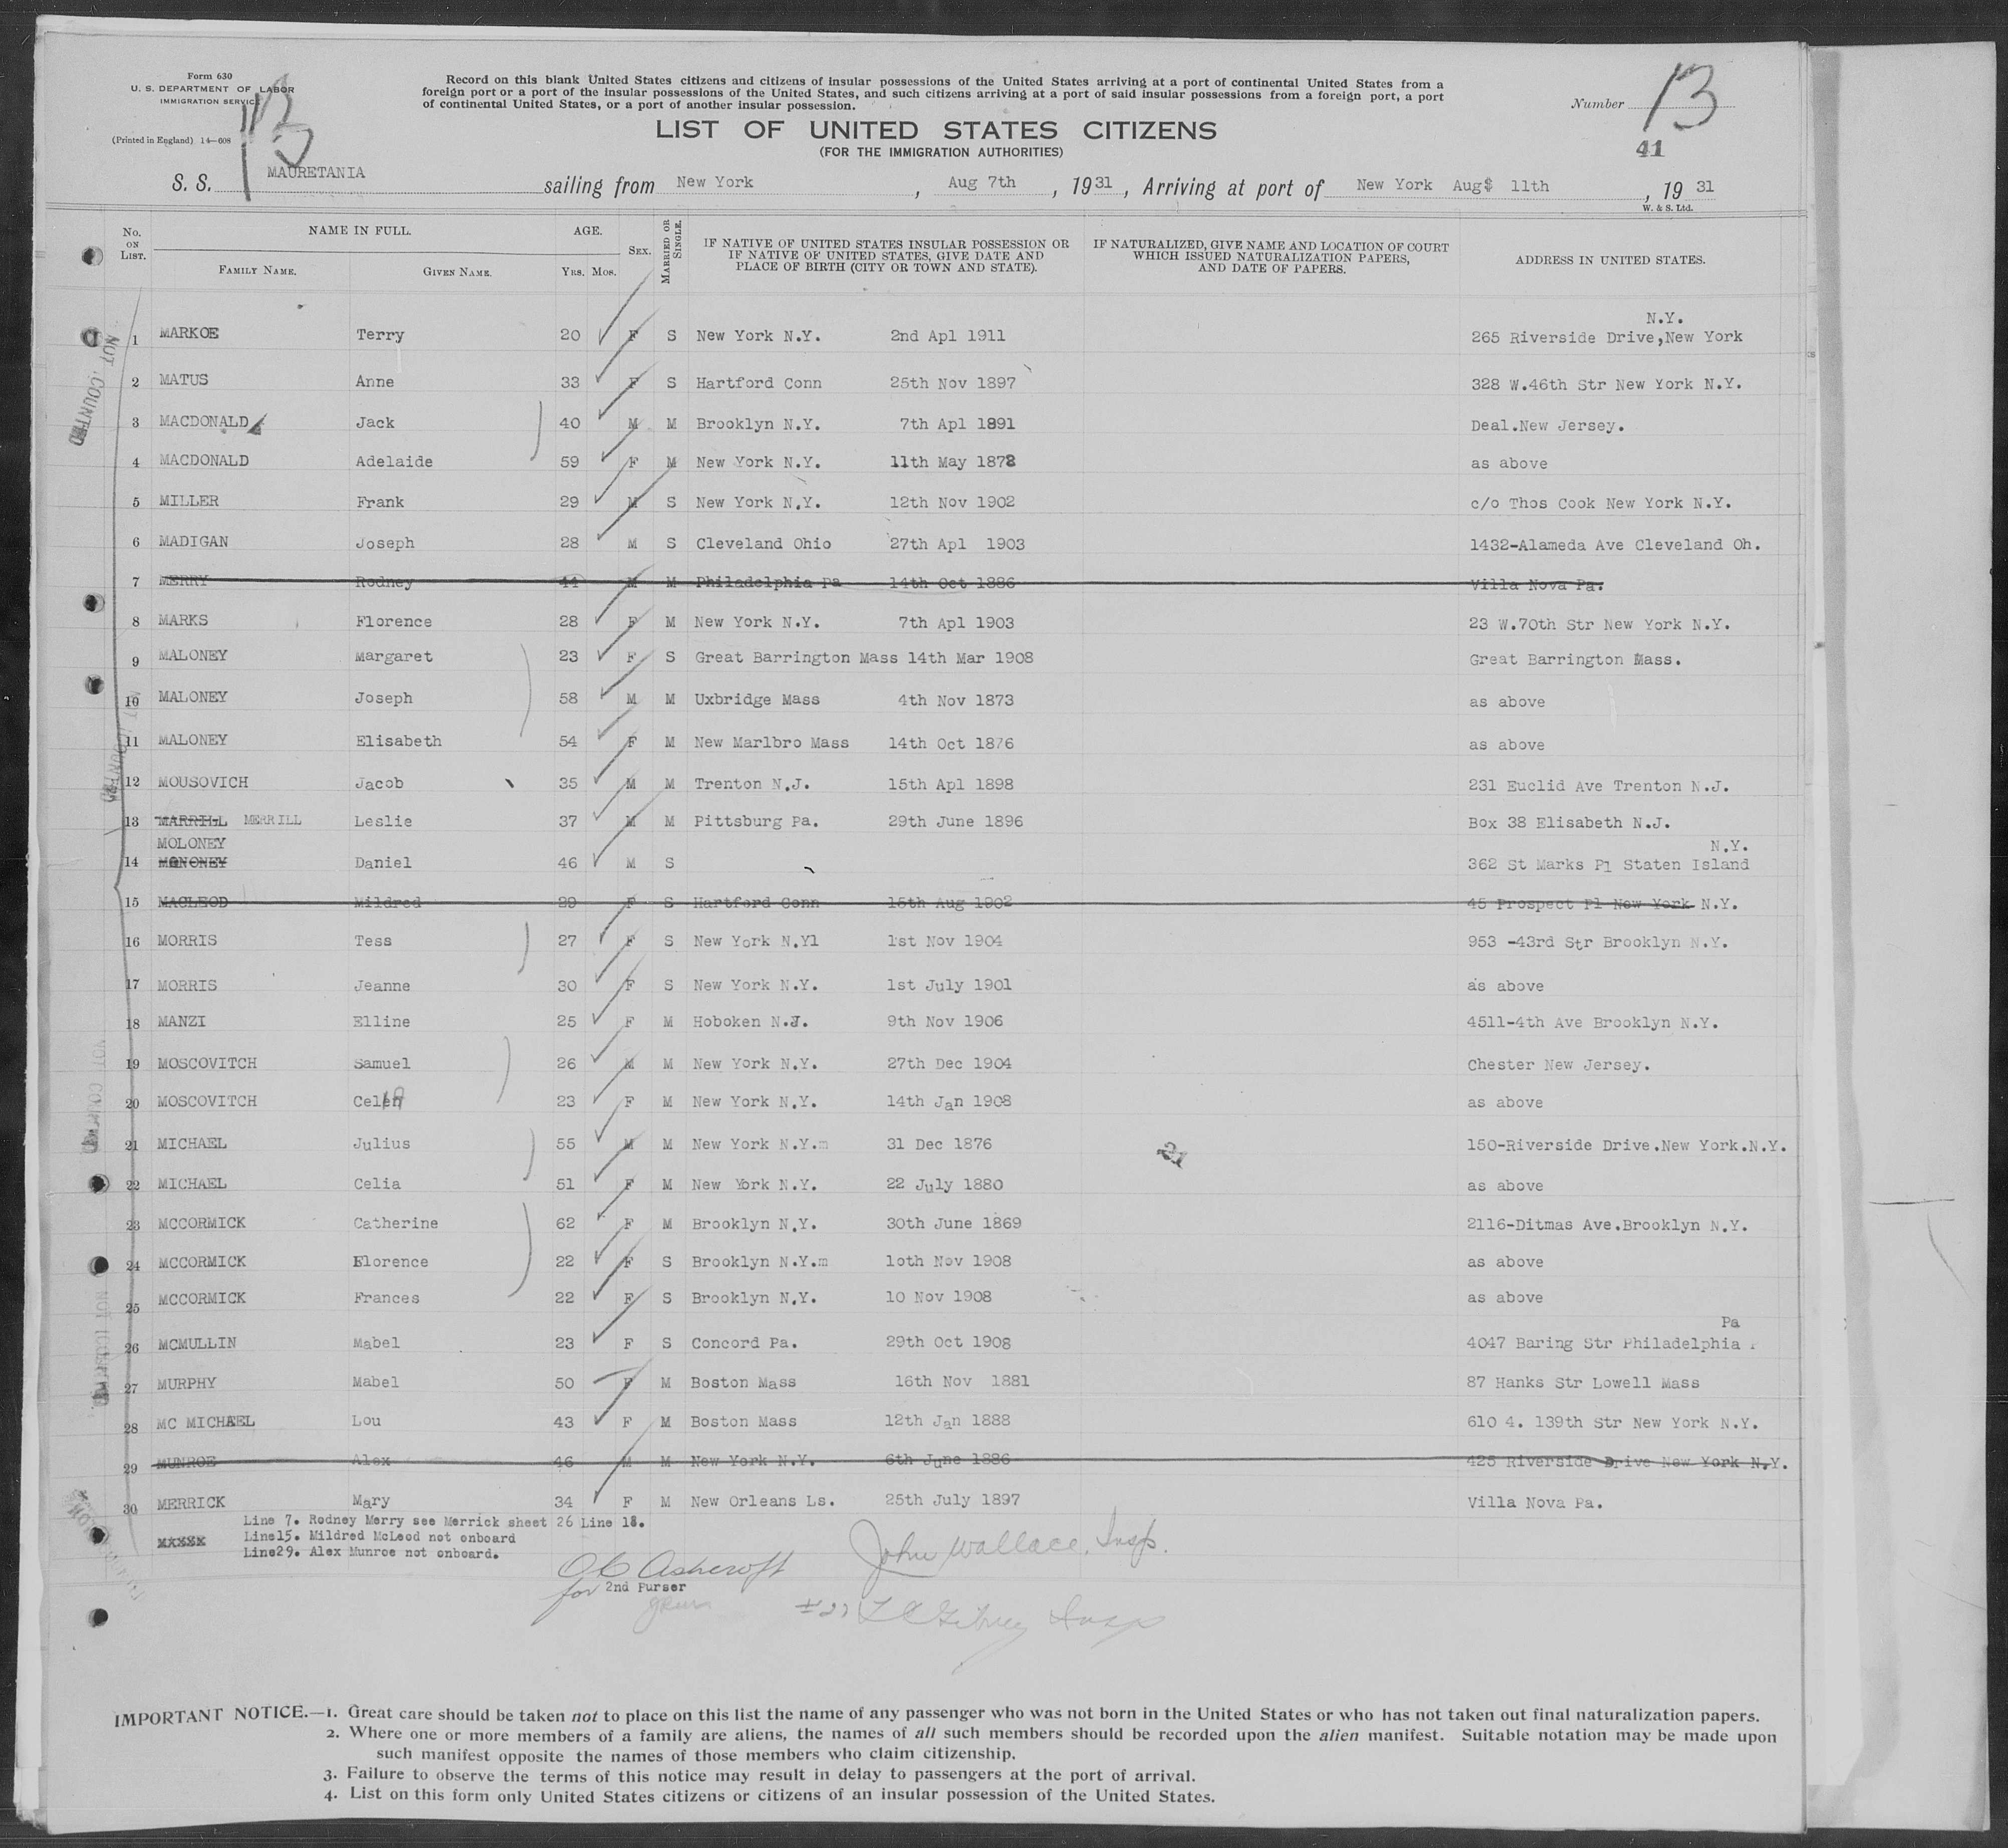 Form 630
U. S. DEPARTMENT OF LABOR
IMMIGRATION SERVICE
(Printed in England) 14—608
13
Record on this blank United States citizens and citizens of insular possessions of the United States arriving at a port of continental United States from a
foreign port or a port of the insular possessions of the United States, and such citizens arriving at a port of said insular possessions from a foreign port, a port
of continental United States, or a port of another insular possession.
Number 13
41
LIST OF UNITED STATES CITIZENS
(FOR THE IMMIGRATION AUTHORITIES)
S. S. MAURETANIA sailing from New York , Aug 7th , 1931 , Arriving at port of New York Aug$ 11th , 19 31
W. & S. Ltd.
No. ON LIST. NAME IN FULL. FAMILY NAME. GIVEN NAME. AGE. YRS. MOS. SEX. MARRIED OR SINGLE. IF NATIVE OF UNITED STATES INSULAR POSSESSION OR IF NATIVE OF UNITED STATES, GIVE DATE AND PLACE OF BIRTH (CITY OR TOWN AND STATE). IF NATURALIZED, GIVE NAME AND LOCATION OF COURT WHICH ISSUED NATURALIZATION PAPERS, AND DATE OF PAPERS. ADDRESS IN UNITED STATES.
N.Y.
1 MARKOE Terry 20 F S New York N.Y. 2nd Apl 1911 265 Riverside Drive,New York
2 MATUS Anne 33 F S Hartford Conn 25th Nov 1897 328 W.46th Str New York N.Y.
3 MACDONALD Jack 40 M M Brooklyn N.Y. 7th Apl 1891 Deal.New Jersey.
4 MACDONALD Adelaide 59 F M New York N.Y. 11th May 1872 as above
5 MILLER Frank 29 M S New York N.Y. 12th Nov 1902 c/o Thos Cook New York N.Y.
6 MADIGAN Joseph 28 M S Cleveland Ohio 27th Apl 1903 1432-Alameda Ave Cleveland Oh.
7 MERRY Rodney 44 M M Philadelphia Pa 14th Oct 1886 Villa Nova Pa.
8 MARKS Florence 28 F M New York N.Y. 7th Apl 1903 23 W.70th Str New York N.Y.
9 MALONEY Margaret 23 F S Great Barrington Mass 14th Mar 1908 Great Barrington Mass.
10 MALONEY Joseph 58 M M Uxbridge Mass 4th Nov 1873 as above
11 MALONEY Elisabeth 54 F M New Marlbro Mass 14th Oct 1876 as above
12 MOUSOVICH Jacob 35 M M Trenton N.J. 15th Apl 1898 231 Euclid Ave Trenton N.J.
13 MARRILL MERRILL Leslie 37 M M Pittsburg Pa. 29th June 1896 Box 38 Elisabeth N.J.
MOLONEY N.Y.
14 MONONEY Daniel 46 M S 362 St Marks Pl Staten Island
15 MACLEOD Mildred 29 F S Hartford Conn 15th Aug 1902 45 Prospect Pl New York N.Y.
16 MORRIS Tess 27 F S New York N.Yl 1st Nov 1904 953 -43rd Str Brooklyn N.Y.
17 MORRIS Jeanne 30 F S New York N.Y. 1st July 1901 as above
18 MANZI Elline 25 F M Hoboken N.J. 9th Nov 1906 4511-4th Ave Brooklyn N.Y.
19 MOSCOVITCH Samuel 26 M M New York N.Y. 27th Dec 1904 Chester New Jersey.
20 MOSCOVITCH 23 F M New York N.Y. 14th Jan 1908 as above
21 MICHAEL Julius 55 M M New York N.Y.m 31 Dec 1876 150-Riverside Drive.New York.N.Y.
22 MICHAEL Celia 51 F M New York N.Y. 22 July 1880 as above
23 MCCORMICK Catherine 62 F M Brooklyn N.Y. 30th June 1869 2116-Ditmas Ave.Brooklyn N.Y.
24 MCCORMICK Florence 22 F S Brooklyn N.Y.m 10th Nov 1908 as above
25 MCCORMICK Frances 22 F S Brooklyn N.Y. 10 Nov 1908 as above
Pa
26 MCMULLIN Mabel 23 F S Concord Pa. 29th Oct 1908 4047 Baring Str Philadelphia
27 MURPHY Mabel 50 F M Boston Mass 16th Nov 1881 87 Hanks Str Lowell Mass
28 MC MICHAEL Lou 43 F M Boston Mass 12th Jan 1888 610 4. 139th Str New York N.Y.
29 MUNROE Alex 46 M M New York N.Y. 6th June 1886 425 Riverside Drive New York N.Y.
30 MERRICK Mary 34 F M New Orleans Ls. 25th July 1897 Villa Nova Pa.
Line 7. Rodney Merry see Merrick sheet 26 Line 18.
Line15. Mildred McLeod not onboard
Line29. Alex Munroe not onboard.
John Wallace, Insp.
Ashcroft
for 2nd Purser
NOT COUNTED
IMPORTANT NOTICE.—1. Great care should be taken not to place on this list the name of any passenger who was not born in the United States or who has not taken out final naturalization papers.
2. Where one or more members of a family are aliens, the names of all such members should be recorded upon the alien manifest. Suitable notation may be made upon
such manifest opposite the names of those members who claim citizenship.
3. Failure to observe the terms of this notice may result in delay to passengers at the port of arrival.
4. List on this form only United States citizens or citizens of an insular possession of the United States.